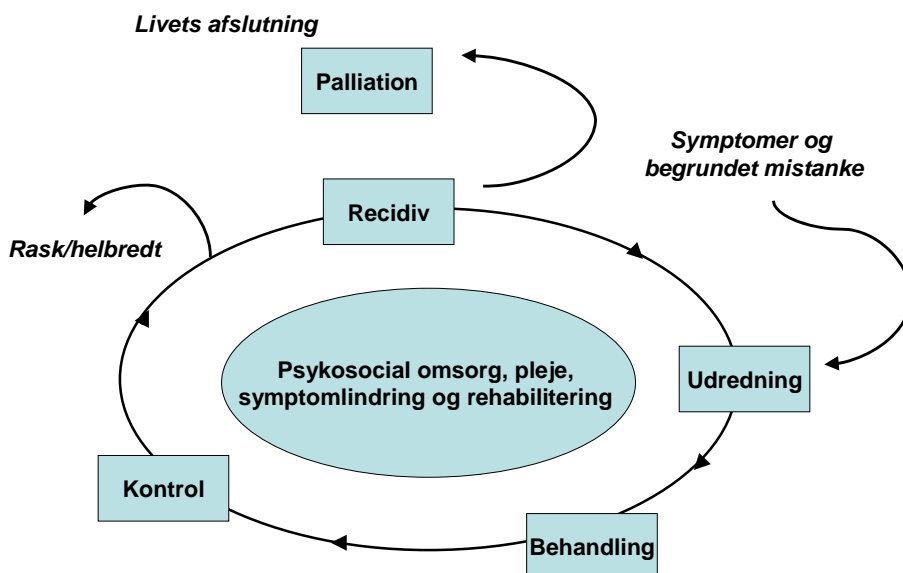 Livets afslutning
Palliation
Symptomer og
begrundet mistanke
Recidiv
Rask/helbredt
Psykosocial omsorg, pleje,
symptomlindring og rehabilitering
Udredning
Kontrol
Behandling